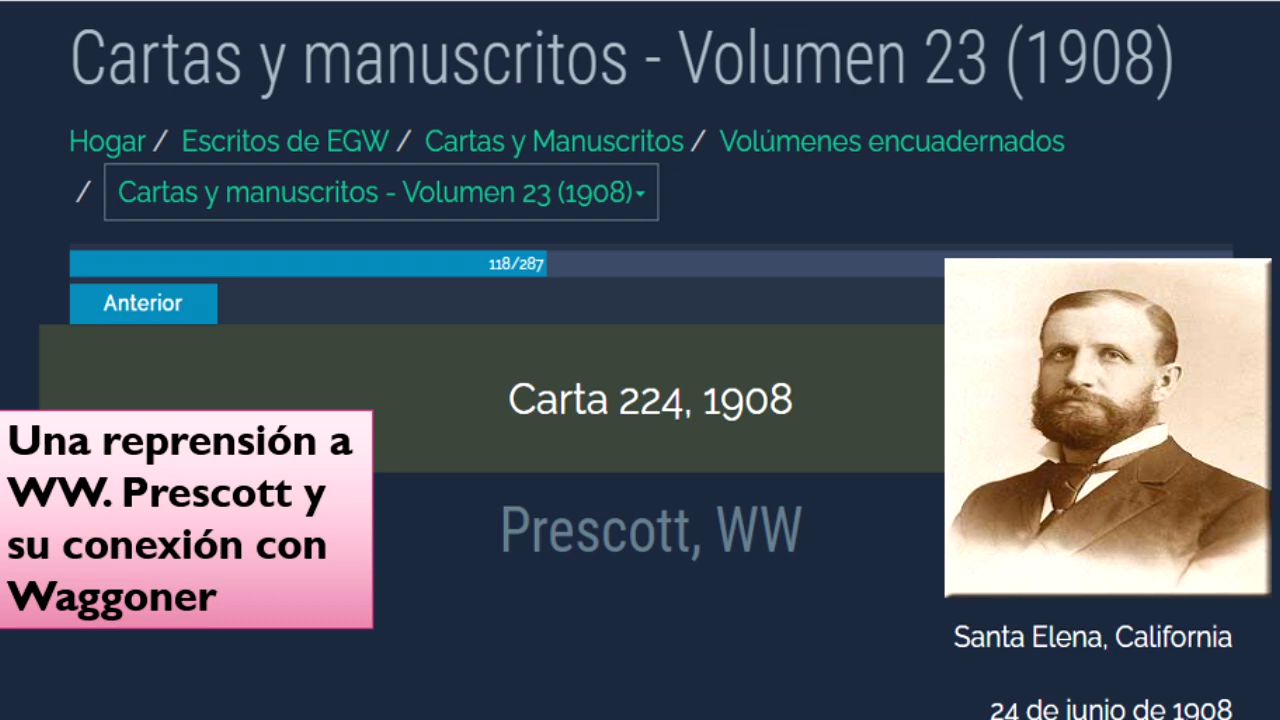 Cartas y manuscritos - Volumen 23 (1908)
Hogar / Escritos de EGW / Cartas y Manuscritos / Volúmenes encuadernados
/ Cartas y manuscritos - Volumen 23 (1908)
118/287
Anterior
Carta 224, 1908
Una reprensión a
WW. Prescott y
su conexión con
Waggoner
Prescott, WW
Santa Elena, California
24 de junio de 1908